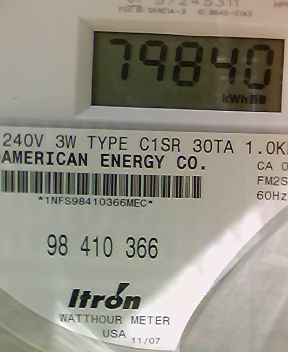 79840
kWh
240V 3W TYPE C1SR 30TA 1.0K
AMERICAN ENERGY CO.
CA 0
FM2S
60Hz
*1NFS98410366MEC*
98 410 366
Itron
WATTHOUR METER
USA 11/07